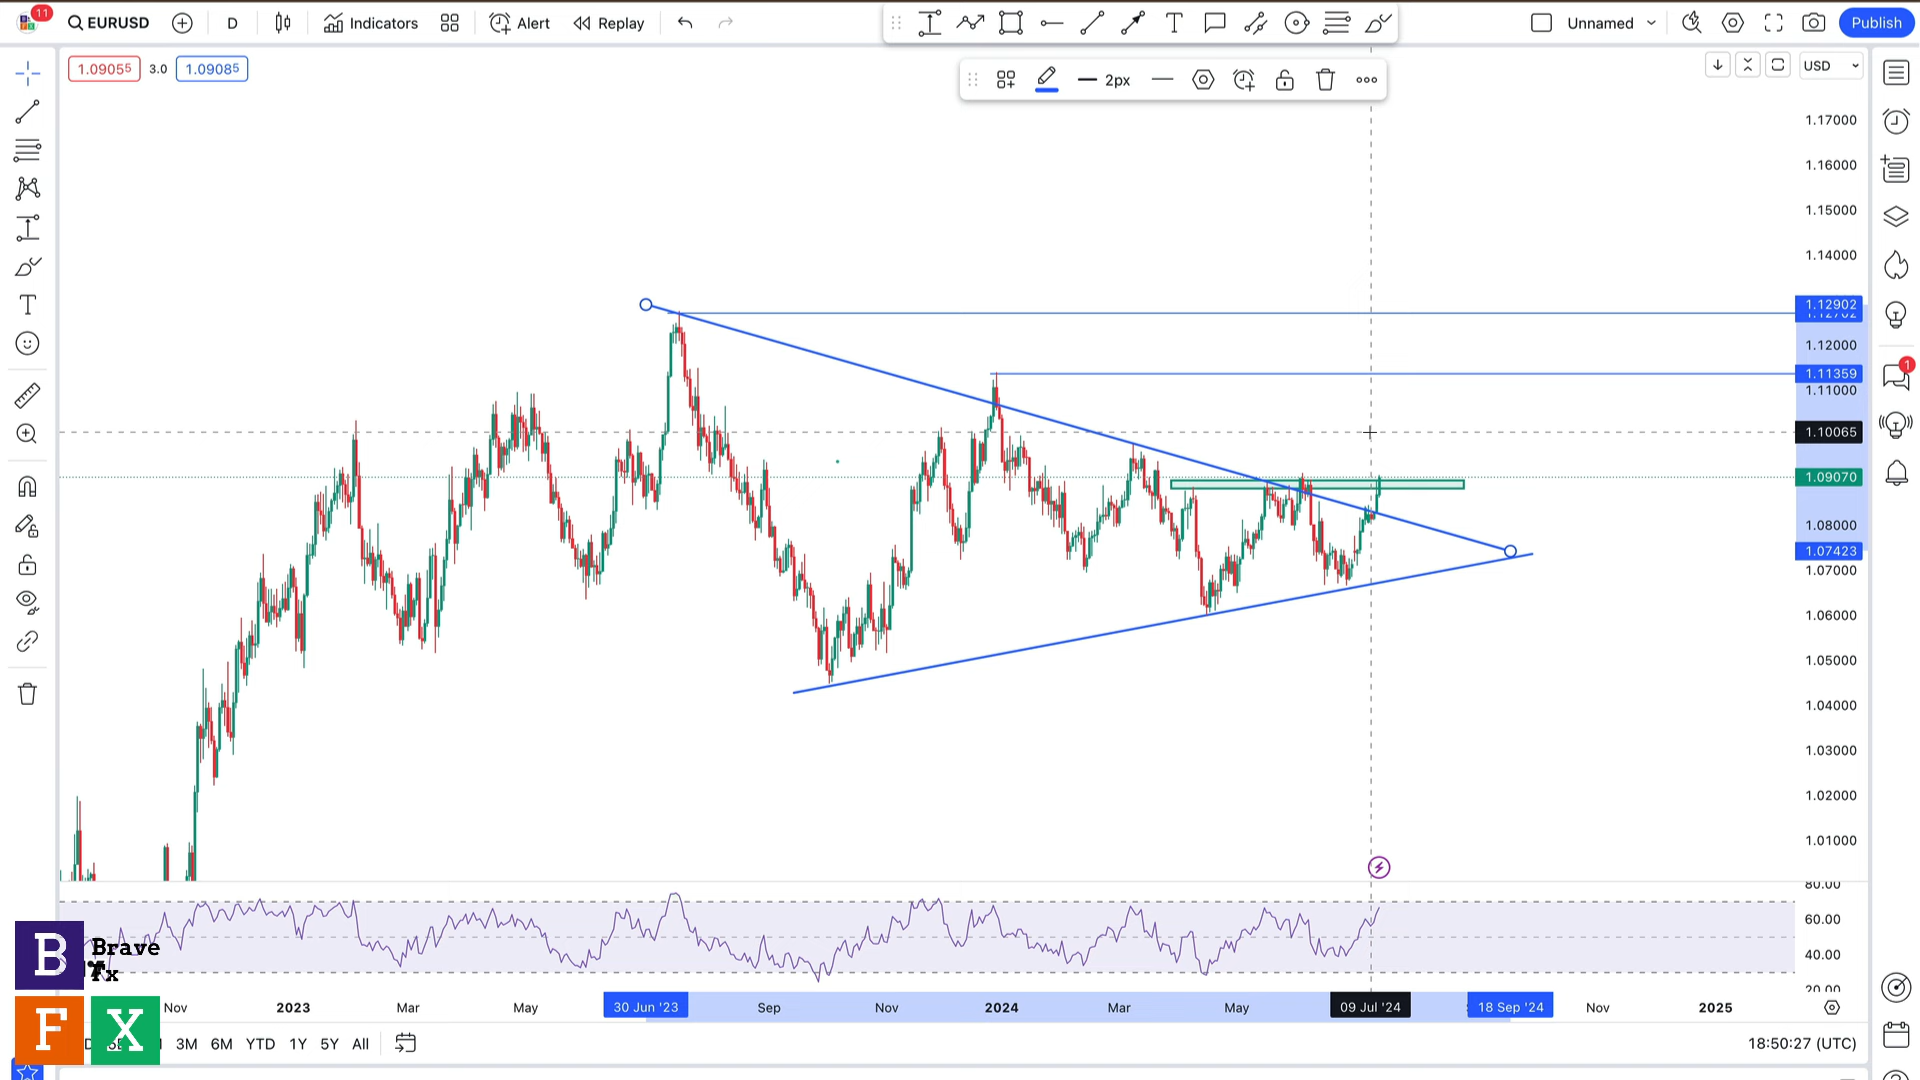 11
EURUSD
D
Indicators
Alert
Replay
Unnamed
Publish
1.09055
3.0
1.09085
2px
USD
1.17000
1.16000
1.15000
1.14000
1.12902
1.12000
1.11359
1.11000
1.10065
1.09070
1.08000
1.07423
1.07000
1.06000
1.05000
1.04000
1.03000
1.02000
1.01000
80.00
60.00
40.00
20.00
1
B
Brave
Fx
F
X
Nov
2023
Mar
May
30 Jun '23
Sep
Nov
2024
Mar
May
09 Jul '24
18 Sep '24
Nov
2025
3M
6M
YTD
1Y
5Y
All
18:50:27 (UTC)